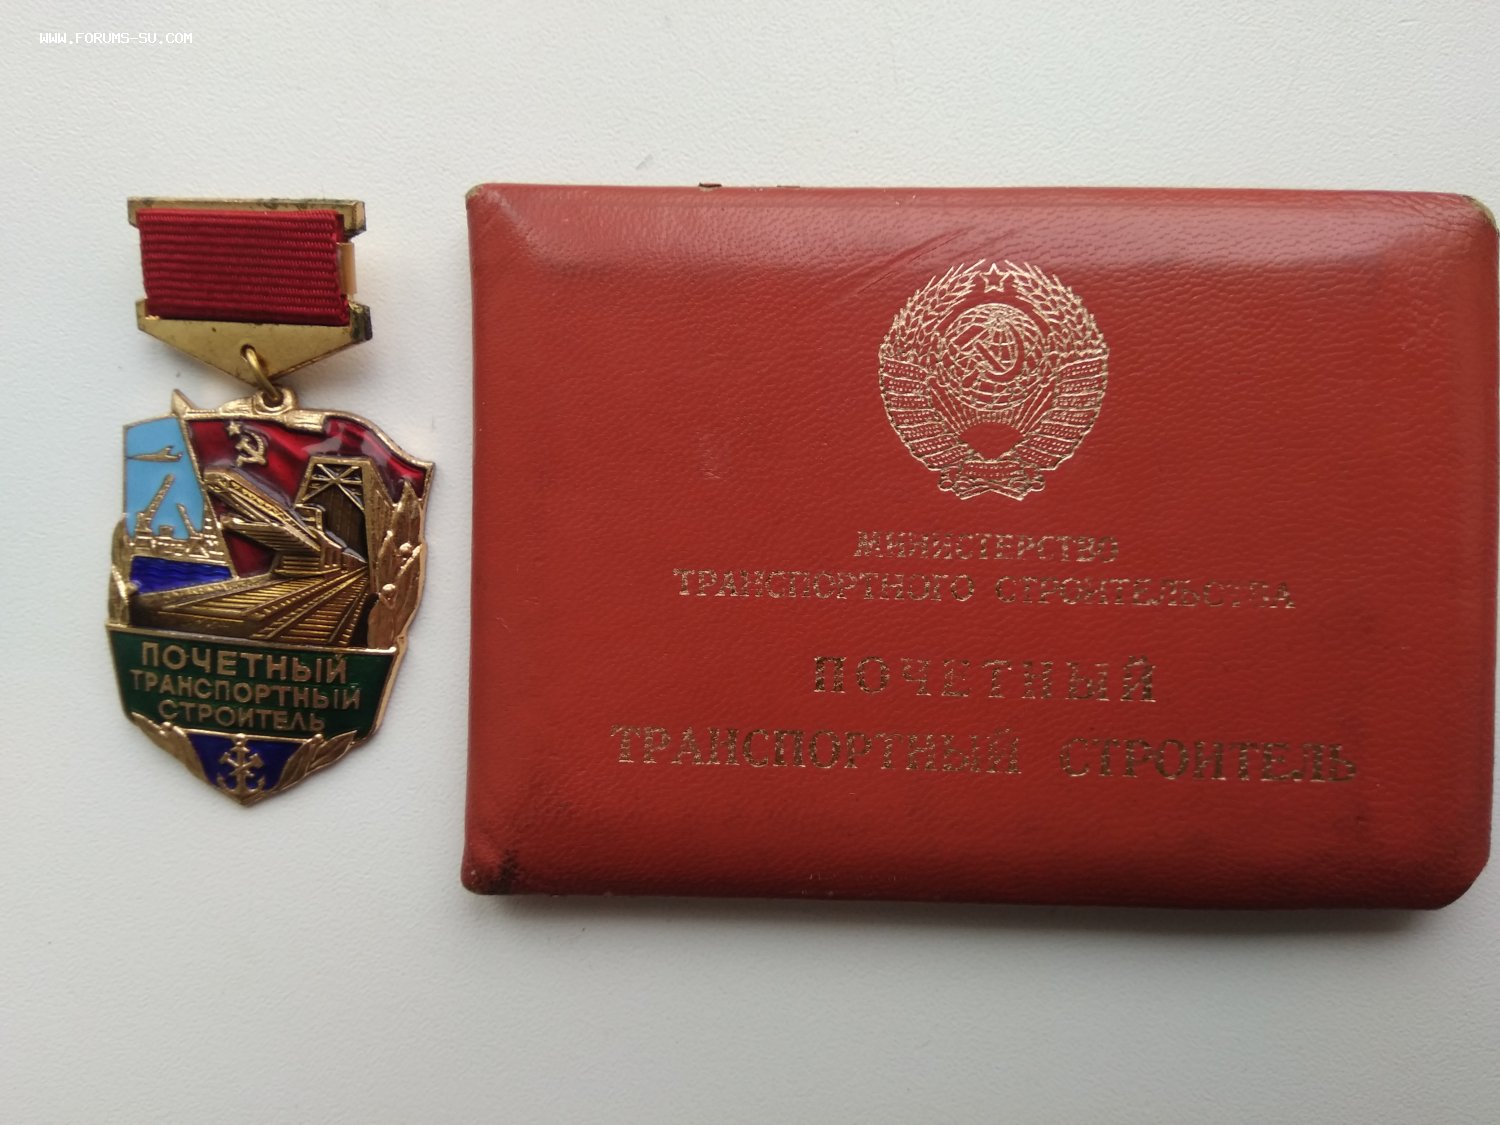 WWW.FORUMS-SU.COM
ПОЧЕТНЫЙ
ТРАНСПОРТНЫЙ
СТРОИТЕЛЬ
МИНИСТЕРСТВО
ТРАНСПОРТНОГО СТРОИТЕЛЬСТВА
ПОЧЕТНЫЙ
ТРАНСПОРТНЫЙ СТРОИТЕЛЬ